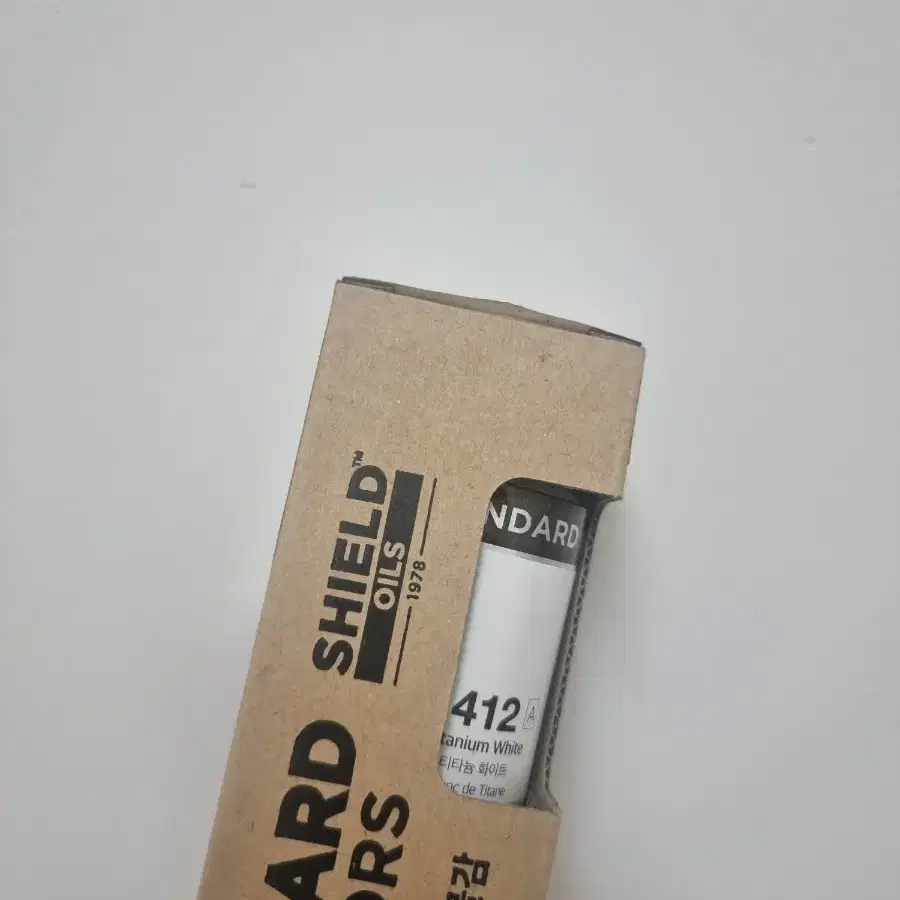 SHIELD™
OILS
1978
ARD
ORS
NDARD
412 A
tanium White
티타늄 화이트
nc de Titane